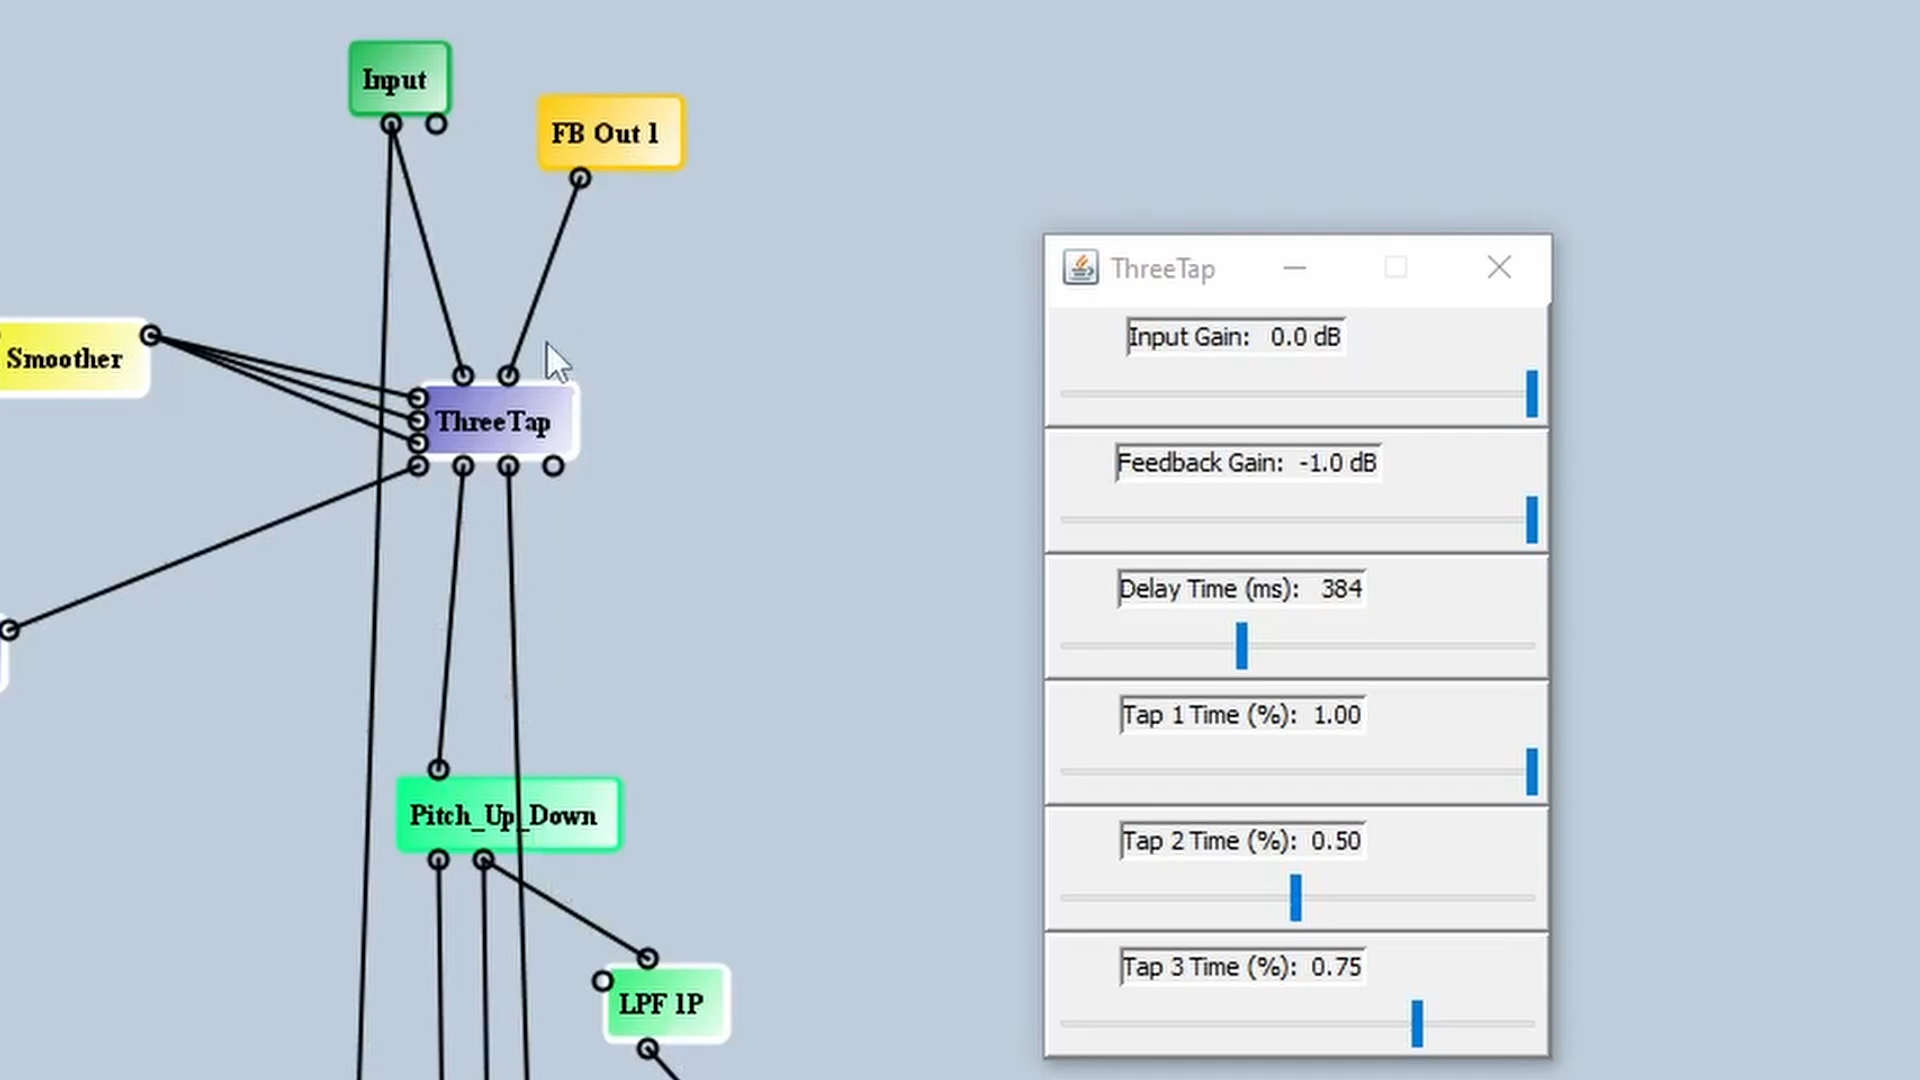 Input
FB Out 1
Smoother
ThreeTap
Pitch_Up_Down
LPF 1P
ThreeTap
Input Gain: 0.0 dB
Feedback Gain: -1.0 dB
Delay Time (ms): 384
Tap 1 Time (%): 1.00
Tap 2 Time (%): 0.50
Tap 3 Time (%): 0.75